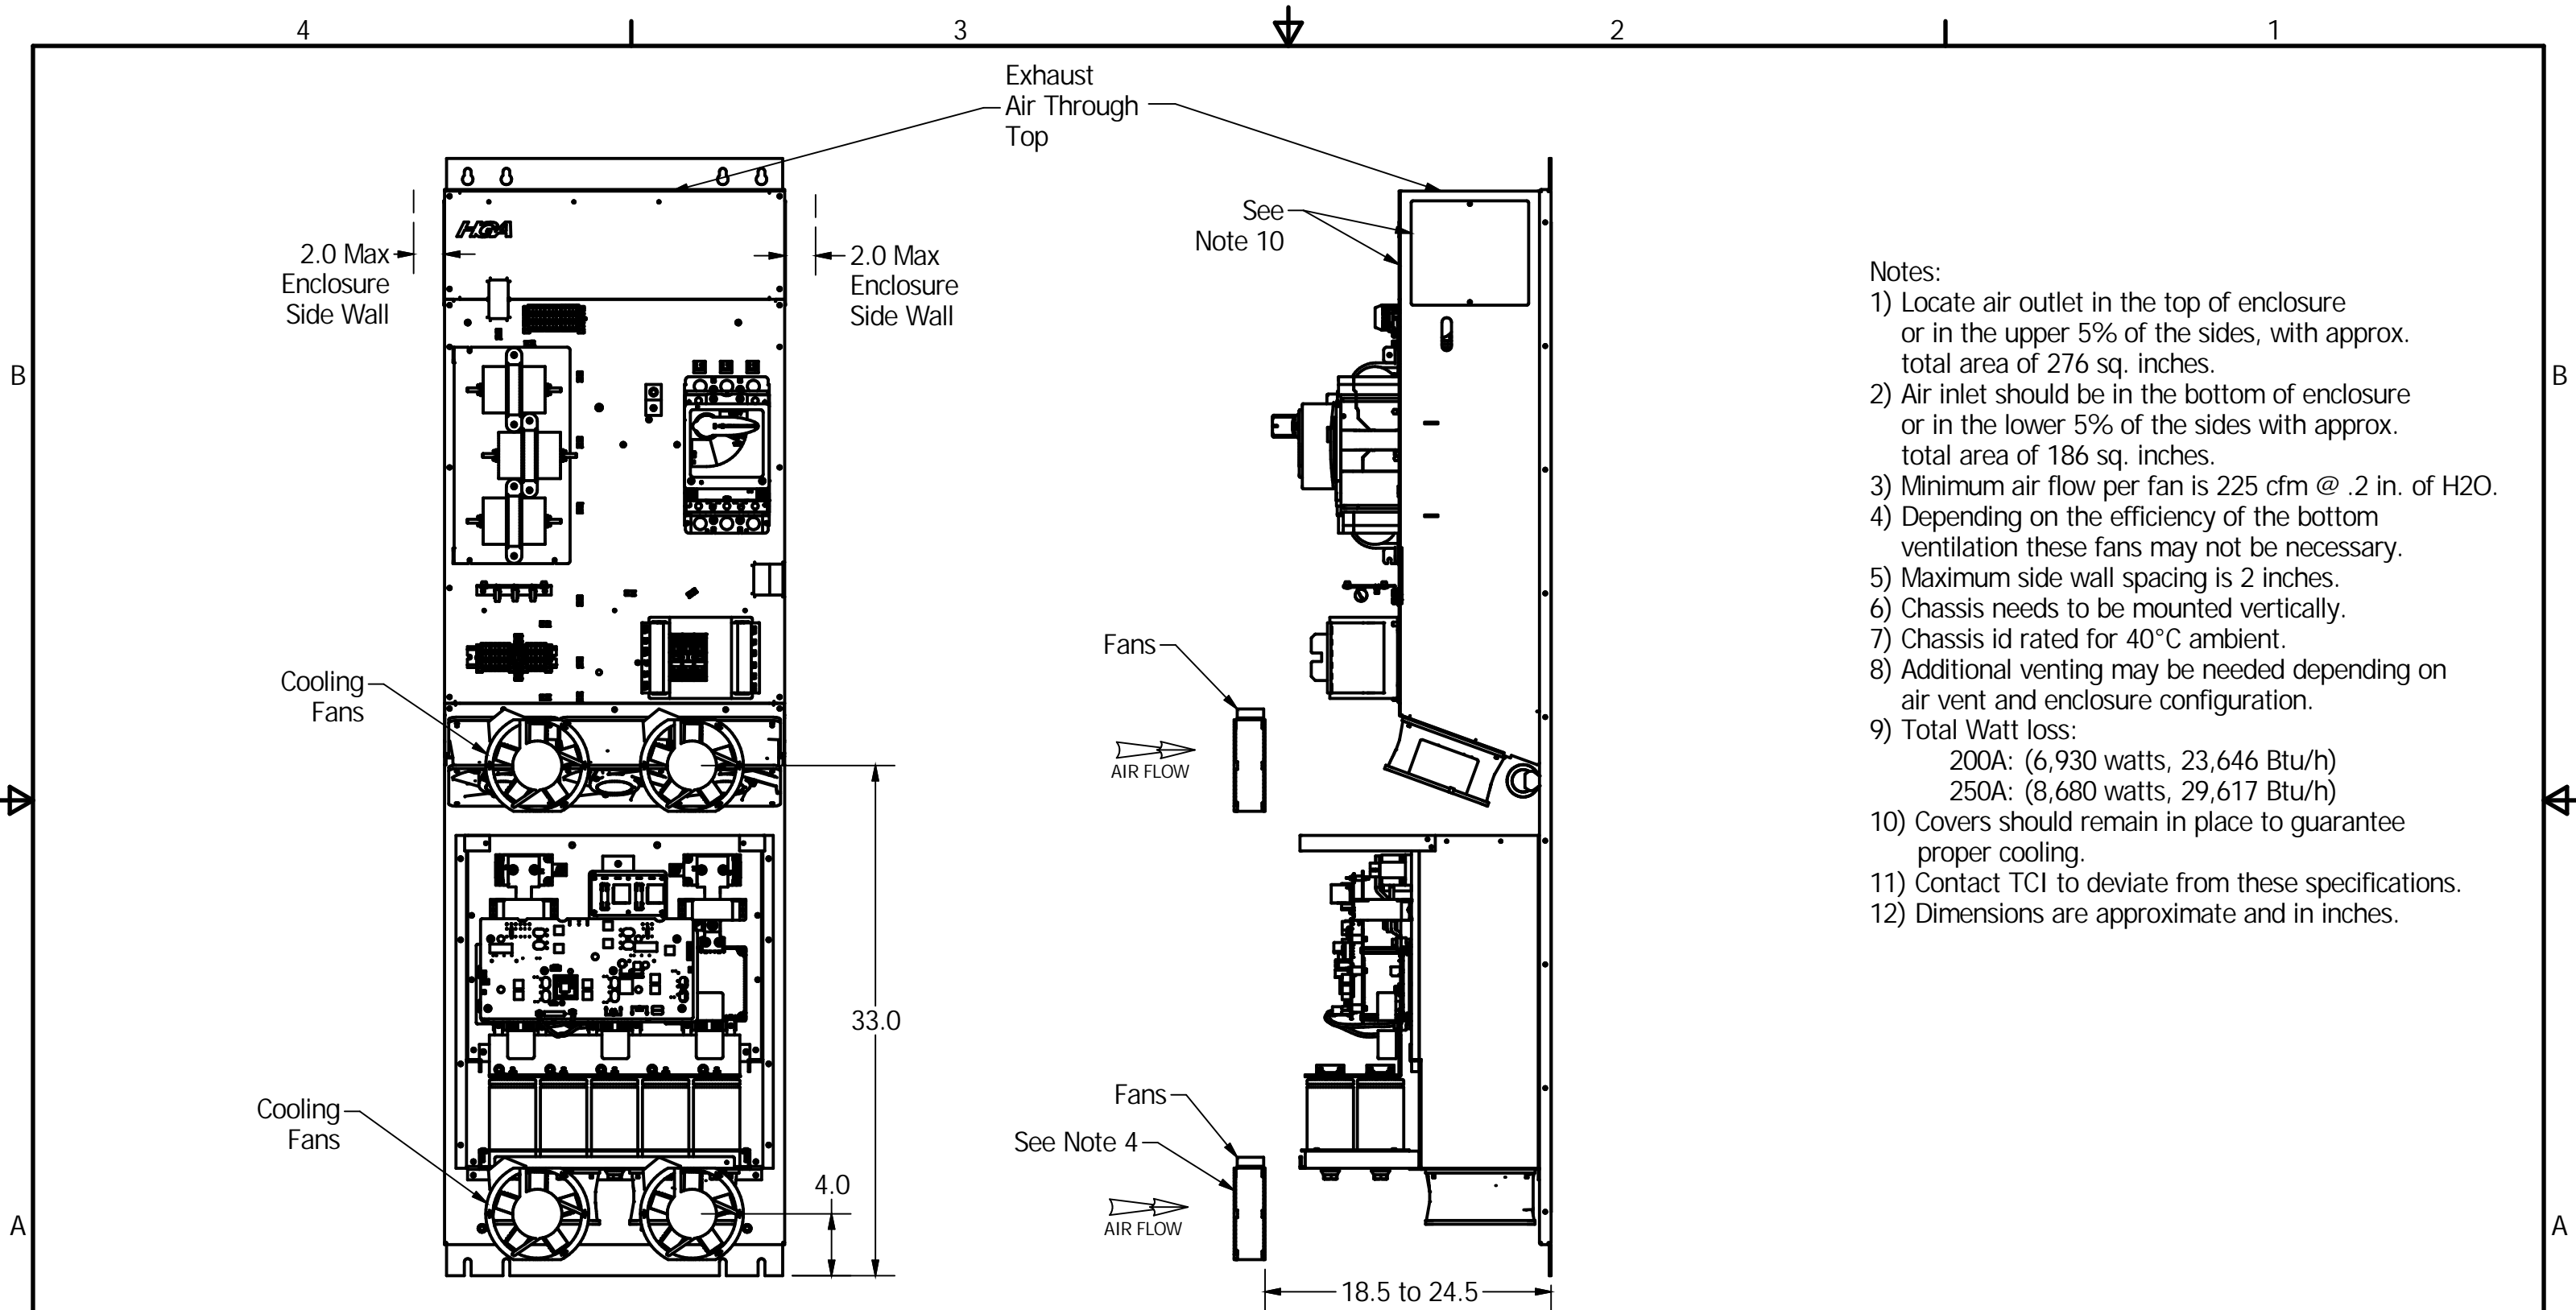 4
3
2
1
Exhaust
Air Through
Top
HGA
2.0 Max
Enclosure
Side Wall
2.0 Max
Enclosure
Side Wall
See
Note 10
B
B
Notes:
1) Locate air outlet in the top of enclosure
or in the upper 5% of the sides, with approx.
total area of 276 sq. inches.
2) Air inlet should be in the bottom of enclosure
or in the lower 5% of the sides with approx.
total area of 186 sq. inches.
3) Minimum air flow per fan is 225 cfm @ .2 in. of H2O.
4) Depending on the efficiency of the bottom
ventilation these fans may not be necessary.
5) Maximum side wall spacing is 2 inches.
6) Chassis needs to be mounted vertically.
7) Chassis id rated for 40°C ambient.
8) Additional venting may be needed depending on
air vent and enclosure configuration.
9) Total Watt loss:
200A: (6,930 watts, 23,646 Btu/h)
250A: (8,680 watts, 29,617 Btu/h)
10) Covers should remain in place to guarantee
proper cooling.
11) Contact TCI to deviate from these specifications.
12) Dimensions are approximate and in inches.
Cooling
Fans
Fans
AIR FLOW
33.0
Cooling
Fans
4.0
Fans
See Note 4
AIR FLOW
18.5 to 24.5
A
A